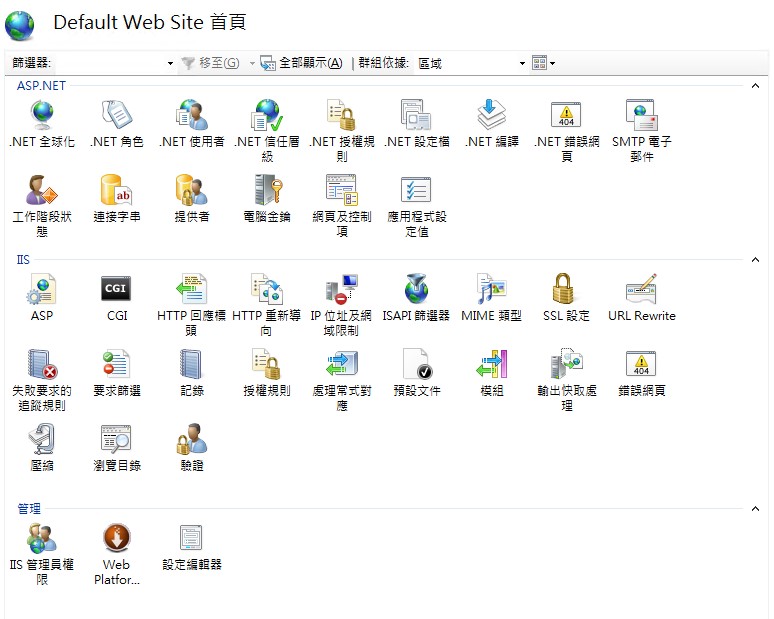 Default Web Site 首頁
篩選器: 移至(G) 全部顯示(A) 群組依據: 區域
ASP.NET
.NET 全球化 .NET 角色 .NET 使用者 .NET 信任層 .NET 授權規 .NET 設定檔 .NET 編譯 .NET 錯誤網 SMTP 電子
級 則 頁 郵件
ab 404
工作階段狀 連接字串 提供者 電腦金鑰 網頁及控制 應用程式設
態 項 定值
IIS
CGI
ASP CGI HTTP 回應標 HTTP 重新導 IP 位址及網 ISAPI 篩選器 MIME 類型 SSL 設定 URL Rewrite
頭 向 域限制
404
失敗要求的 要求篩選 記錄 授權規則 處理常式對 預設文件 模組 輸出快取處 錯誤網頁
追蹤規則 應 理
壓縮 瀏覽目錄 驗證
管理
IIS 管理員權 Web 設定編輯器
限 Platfor...